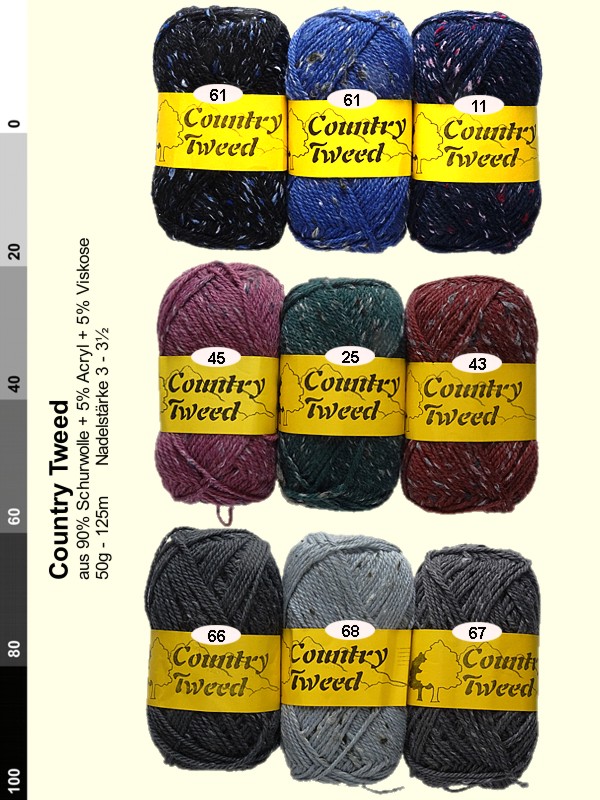 0
20
40
60
80
100
Country Tweed
aus 90% Schurwolle + 5% Acryl + 5% Viskose
50g - 125m Nadelstärke 3 - 3½
61
Country
Tweed
61
Country
Tweed
11
Country
Tweed
45
Country
Tweed
25
Country
Tweed
43
Country
Tweed
66
Country
Tweed
68
Country
Tweed
67
Country
Tweed